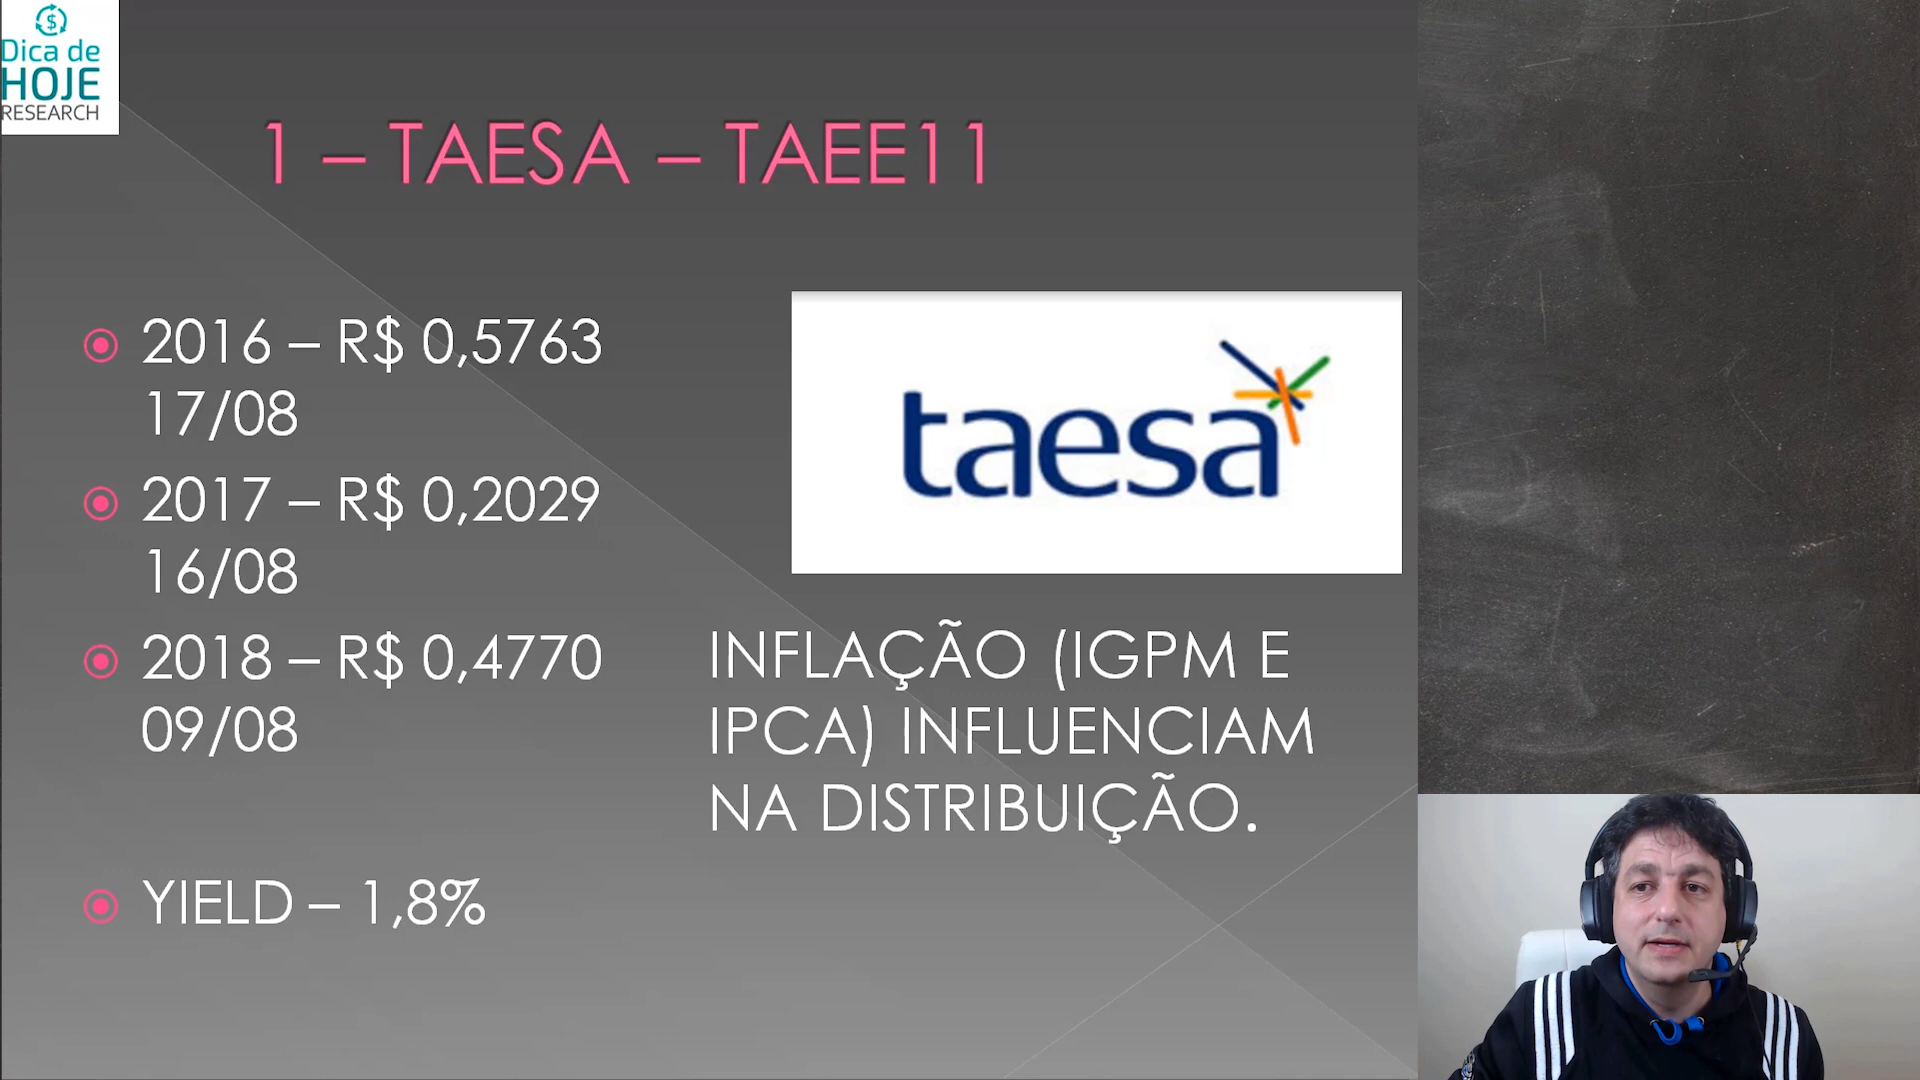 Dica de
HOJE
RESEARCH
1 – TAESA – TAEE11
2016 – R$ 0,5763
17/08
2017 – R$ 0,2029
16/08
2018 – R$ 0,4770
09/08
YIELD – 1,8%
taesa
INFLAÇÃO (IGPM E
IPCA) INFLUENCIAM
NA DISTRIBUIÇÃO.